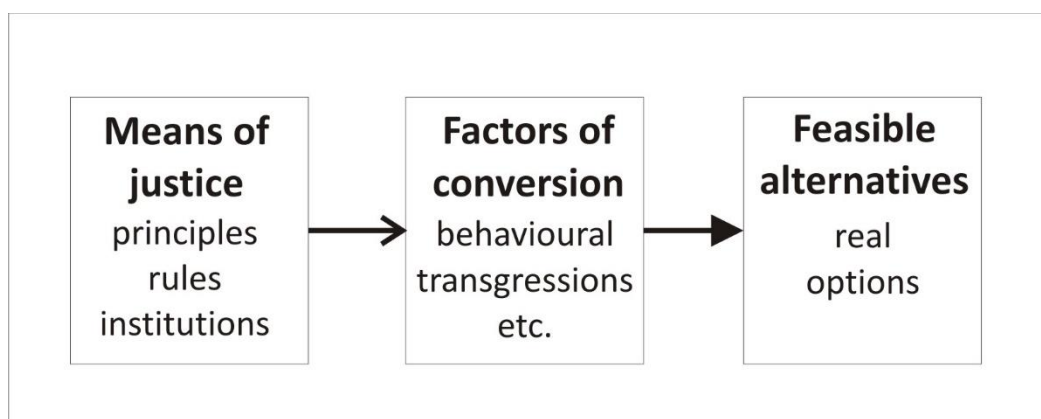 Means of
justice
principles
rules
institutions
Factors of
conversion
behavioural
transgressions
etc.
Feasible
alternatives
real
options